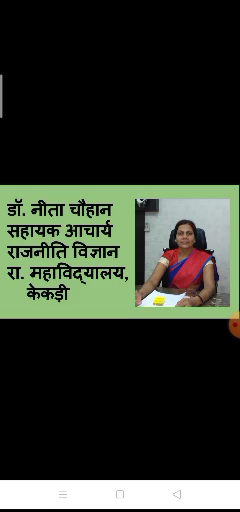 डॉ. नीता चौहान
सहायक आचार्य
राजनीति विज्ञान
रा. महाविद्यालय,
केकड़ी